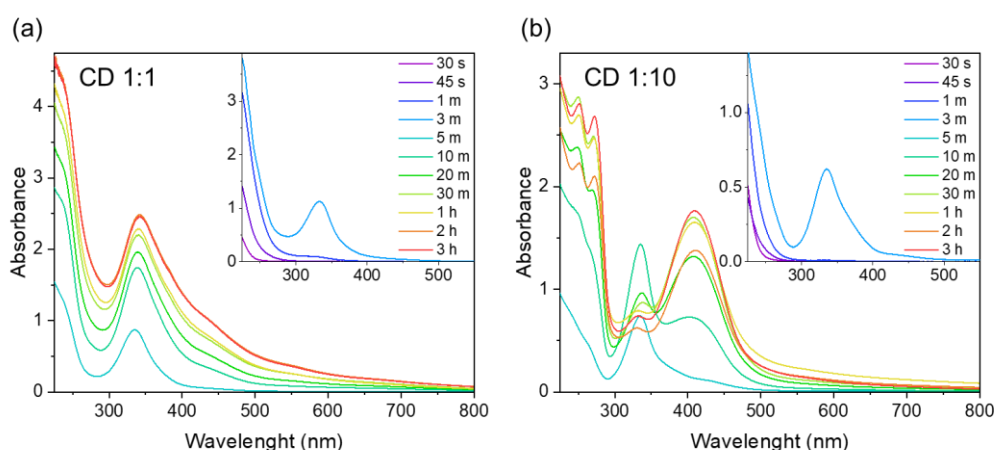 (a)
CD 1:1
Absorbance
4
3
2
1
0
300 400 500 600 700 800
Wavelenght (nm)
3
2
1
0
300 400 500
30 s
45 s
1 m
3 m
5 m
10 m
20 m
30 m
1 h
2 h
3 h
(b)
CD 1:10
Absorbance
3
2
1
0
300 400 500 600 700 800
Wavelenght (nm)
1.0
0.5
0.0
300 400 500
30 s
45 s
1 m
3 m
5 m
10 m
20 m
30 m
1 h
2 h
3 h